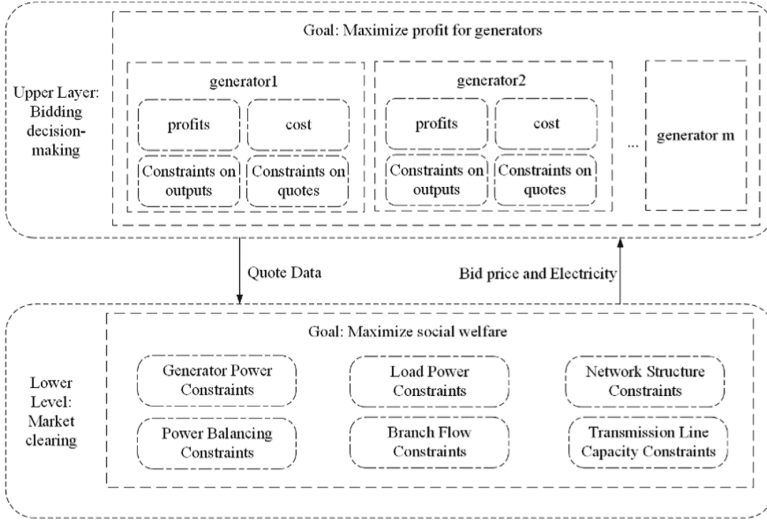 Goal: Maximize profit for generators
Upper Layer:
Bidding
decision-
making
generator1
profits
cost
Constraints on
outputs
Constraints on
quotes
generator2
profits
cost
Constraints on
outputs
Constraints on
quotes
...
generator m
Quote Data
Bid price and Electricity
Goal: Maximize social welfare
Lower
Level:
Market
clearing
Generator Power
Constraints
Load Power
Constraints
Network Structure
Constraints
Power Balancing
Constraints
Branch Flow
Constraints
Transmission Line
Capacity Constraints